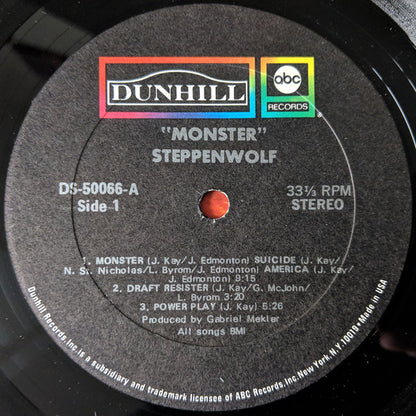 DUNHILL
abc
RECORDS
®
"MONSTER"
STEPPENWOLF
DS-50066-A
Side 1
33⅓ RPM
STEREO
1. MONSTER (J. Kay/J. Edmonton) SUICIDE (J. Kay/
N. St. Nicholas/L. Byrom/J. Edmonton) AMERICA (J. Kay/
J. Edmonton) 9:15
2. DRAFT RESISTER (J. Kay/G. McJohn/
L. Byrom 3:20
3. POWER PLAY (J. Kay) 5:26
Produced by Gabriel Mekler
All songs BMI
Dunhill Records, Inc. is a subsidiary and trademark licensee of ABC Records, Inc. New York, N.Y. 10019 • Made in USA